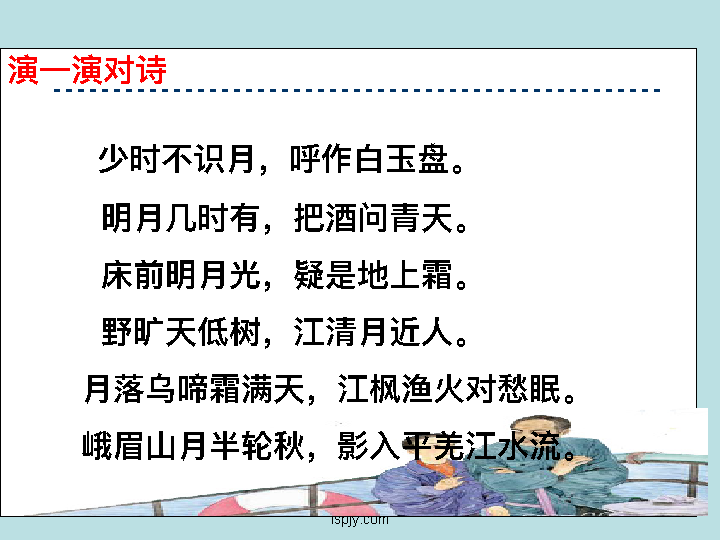 演一演对诗
少时不识月，呼作白玉盘。
明月几时有，把酒问青天。
床前明月光，疑是地上霜。
野旷天低树，江清月近人。
月落乌啼霜满天，江枫渔火对愁眠。
峨眉山月半轮秋，影入平羌江水流。
lspjy.com